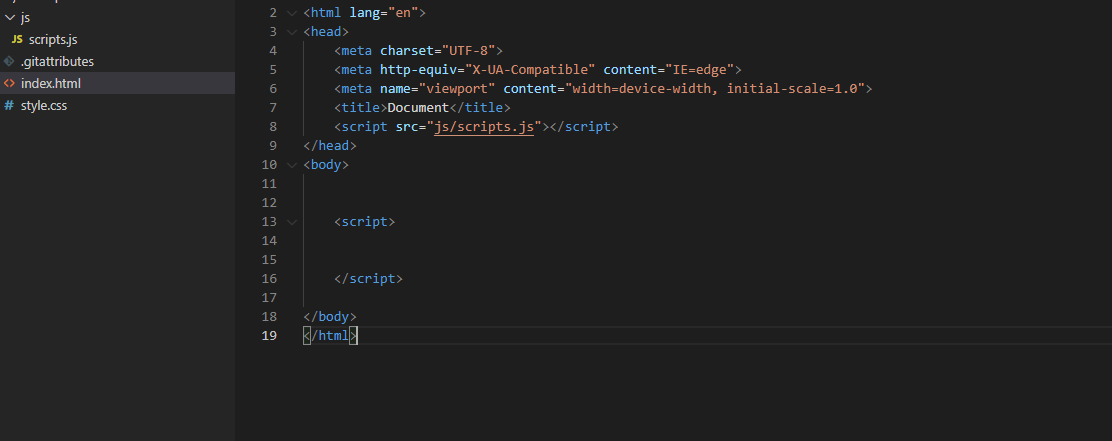 js
JS scripts.js
.gitattributes
<> index.html
# style.css
2 <html lang="en">
3 <head>
4 <meta charset="UTF-8">
5 <meta http-equiv="X-UA-Compatible" content="IE=edge">
6 <meta name="viewport" content="width=device-width, initial-scale=1.0">
7 <title>Document</title>
8 <script src="js/scripts.js"></script>
9 </head>
10 <body>
11
12
13 <script>
14
15
16 </script>
17
18 </body>
19 </html>